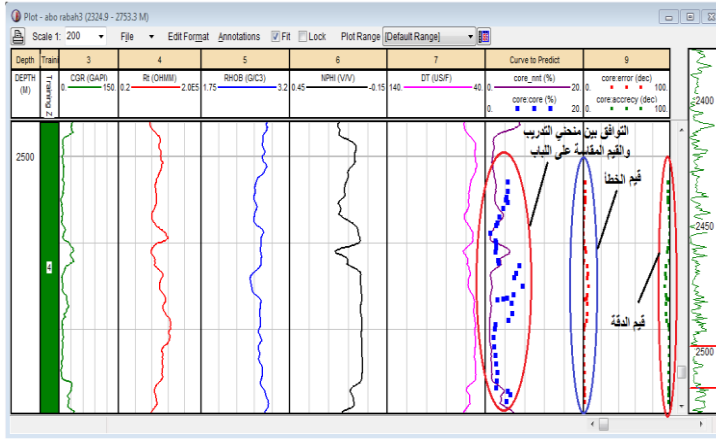 Plot - abo rabah3 (2324.9 - 2753.3 M)
Scale 1: 200 File Edit Format Annotations Fit Lock Plot Range [Default Range]
Depth Traini 3 4 5 6 7 Curve to Predict 9
DEPTH (M)
Training Z
CGR (GAPI)
0. 150.
Rt (OHMM)
0.2 2.0E5
RHOB (G/C3)
1.75 3.2
NPHI (V/V)
0.45 -0.15
DT (US/F)
140. 40.
core_nnt (%)
0. 20.
core:core (%)
0. 20.
core:error (dec)
0. 100.
core:accrecy (dec)
0. 100.
2400
2500
التوافق بين منحني التدريب
والقيم المقاسة على اللباب
قيم الخطأ
2450
4
قيم الدقة
2500